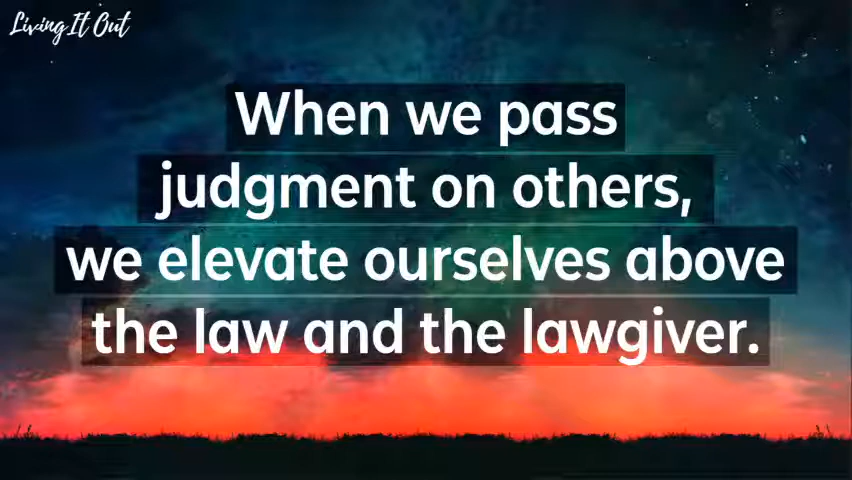 Living It Out
When we pass
judgment on others,
we elevate ourselves above
the law and the lawgiver.